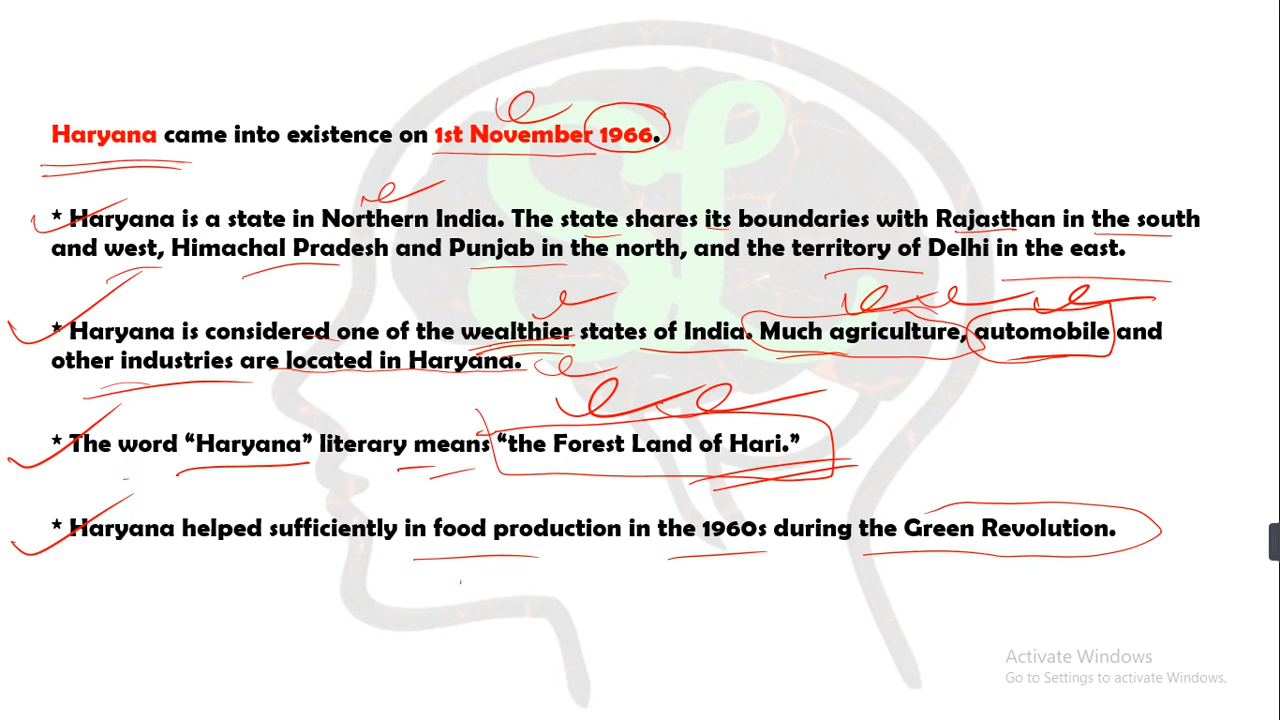 Haryana came into existence on 1st November 1966.
* Haryana is a state in Northern India. The state shares its boundaries with Rajasthan in the south
and west, Himachal Pradesh and Punjab in the north, and the territory of Delhi in the east.
* Haryana is considered one of the wealthier states of India. Much agriculture, automobile and
other industries are located in Haryana.
* The word “Haryana” literary means “the Forest Land of Hari.”
* Haryana helped sufficiently in food production in the 1960s during the Green Revolution.
Activate Windows
Go to Settings to activate Windows.